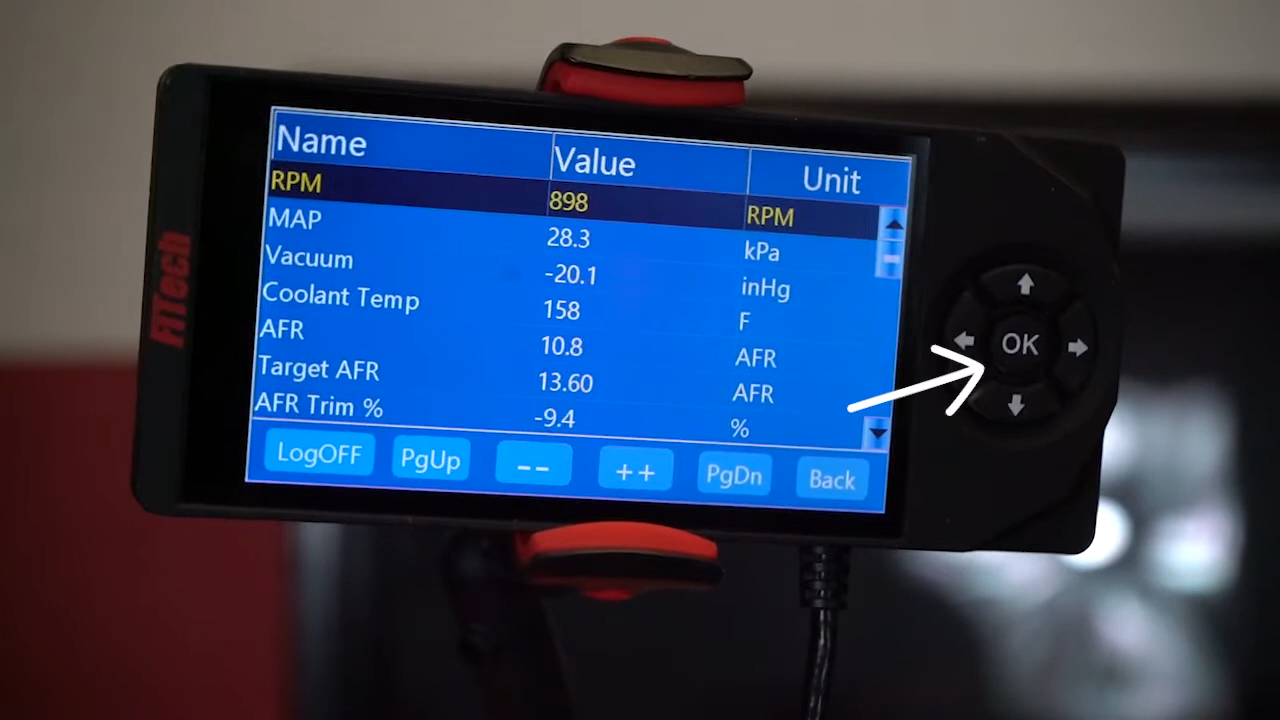 FiTech
Name Value Unit
RPM 898 RPM
MAP 28.3 kPa
Vacuum -20.1 inHg
Coolant Temp 158 F
AFR 10.8 AFR
Target AFR 13.60 AFR
AFR Trim % -9.4 %
LogOFF PgUp -- ++ PgDn Back
OK